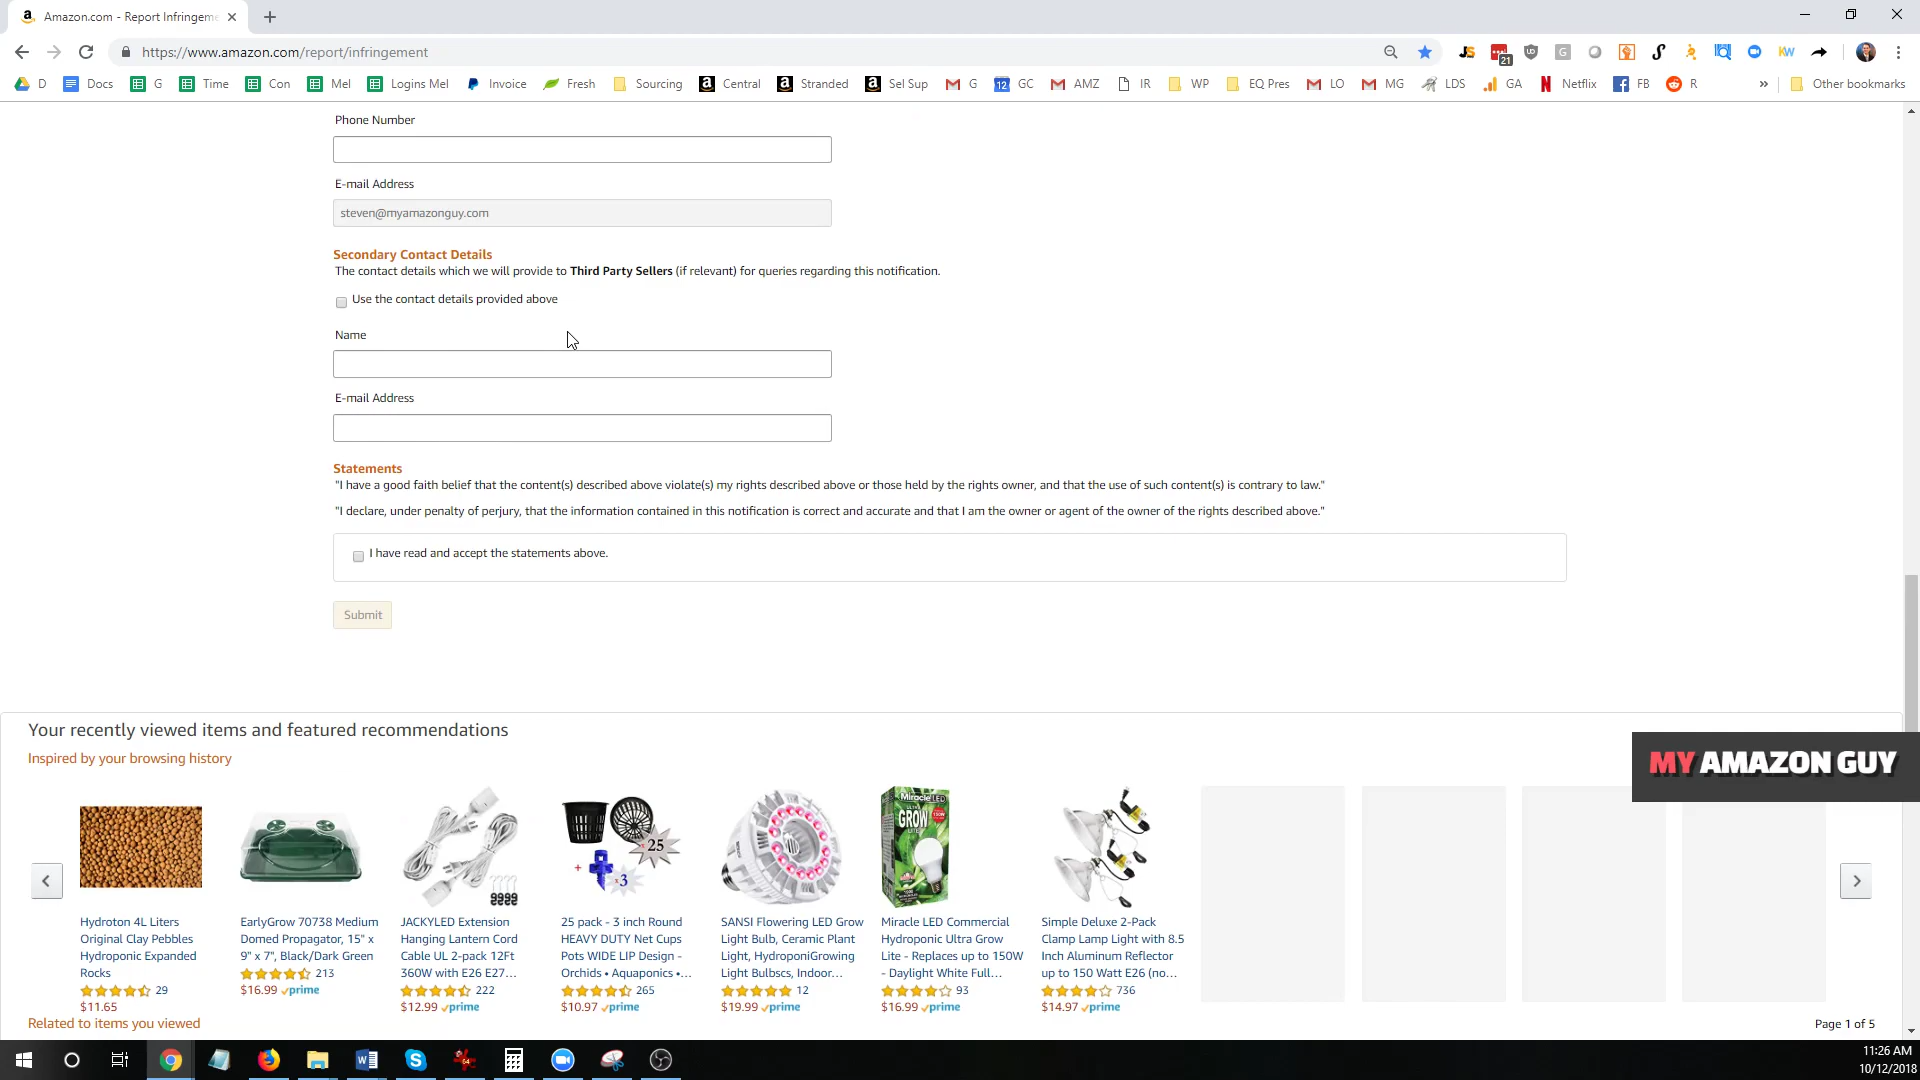 Amazon.com - Report Infringeme
https://www.amazon.com/report/infringement
21
D Docs G Time Con Mel Logins Mel Invoice Fresh Sourcing Central Stranded Sel Sup G GC AMZ IR WP EQ Pres LO MG LDS GA Netflix FB R » Other bookmarks
Phone Number
E-mail Address
steven@myamazonguy.com
Secondary Contact Details
The contact details which we will provide to Third Party Sellers (if relevant) for queries regarding this notification.
Use the contact details provided above
Name
E-mail Address
Statements
"I have a good faith belief that the content(s) described above violate(s) my rights described above or those held by the rights owner, and that the use of such content(s) is contrary to law."
"I declare, under penalty of perjury, that the information contained in this notification is correct and accurate and that I am the owner or agent of the owner of the rights described above."
I have read and accept the statements above.
Submit
Your recently viewed items and featured recommendations
Inspired by your browsing history
MY AMAZON GUY
Hydroton 4L Liters
Original Clay Pebbles
Hydroponic Expanded
Rocks
29
$11.65
EarlyGrow 70738 Medium
Domed Propagator, 15" x
9" x 7", Black/Dark Green
213
$16.99 prime
JACKYLED Extension
Hanging Lantern Cord
Cable UL 2-pack 12Ft
360W with E26 E27...
222
$12.99 prime
x 25
+ x3
25 pack - 3 inch Round
HEAVY DUTY Net Cups
Pots WIDE LIP Design -
Orchids • Aquaponics •...
265
$10.97 prime
SANSI Flowering LED Grow
Light Bulb, Ceramic Plant
Light, HydroponiGrowing
Light Bulbscs, Indoor...
12
$19.99 prime
Miracle LED
GROW
Miracle LED Commercial
Hydroponic Ultra Grow
Lite - Replaces up to 150W
- Daylight White Full...
93
$16.99 prime
Simple Deluxe 2-Pack
Clamp Lamp Light with 8.5
Inch Aluminum Reflector
up to 150 Watt E26 (no...
736
$14.97 prime
Related to items you viewed
Page 1 of 5
11:26 AM
10/12/2018